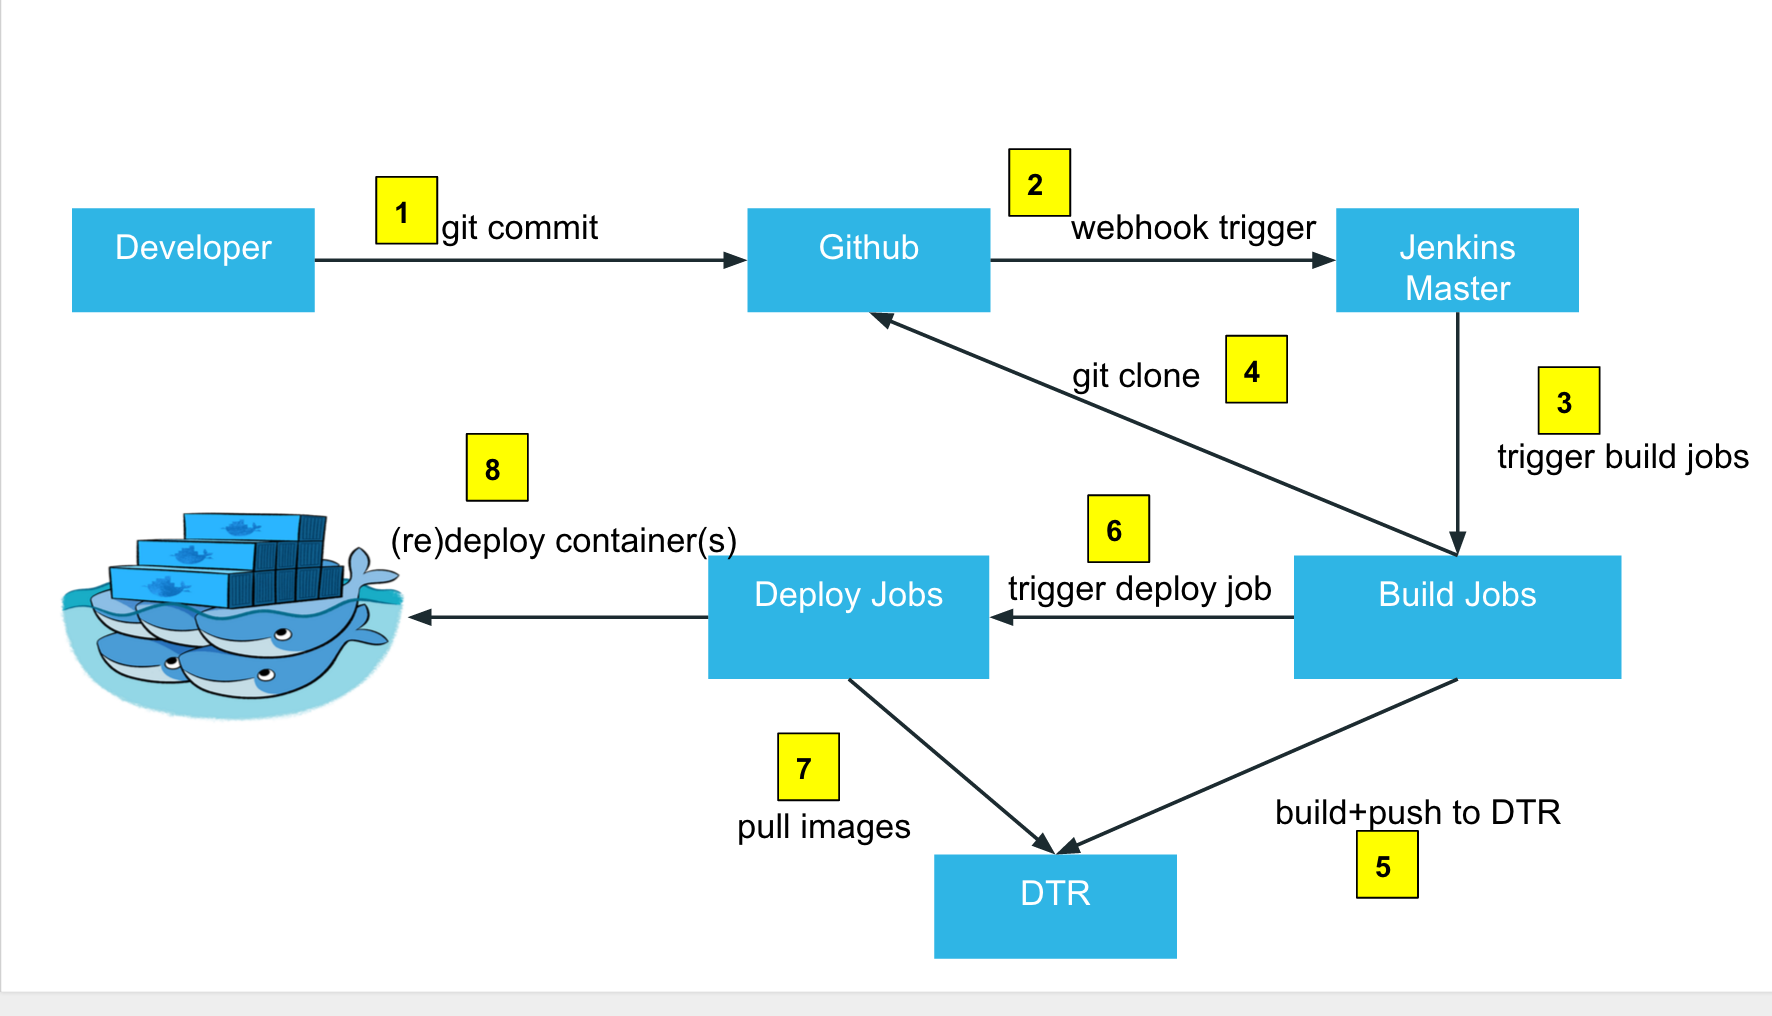 2
1
git commit
webhook trigger
Developer
Github
Jenkins
Master
4
git clone
3
trigger build jobs
8
6
(re)deploy container(s)
trigger deploy job
Deploy Jobs
Build Jobs
7
pull images
build+push to DTR
5
DTR